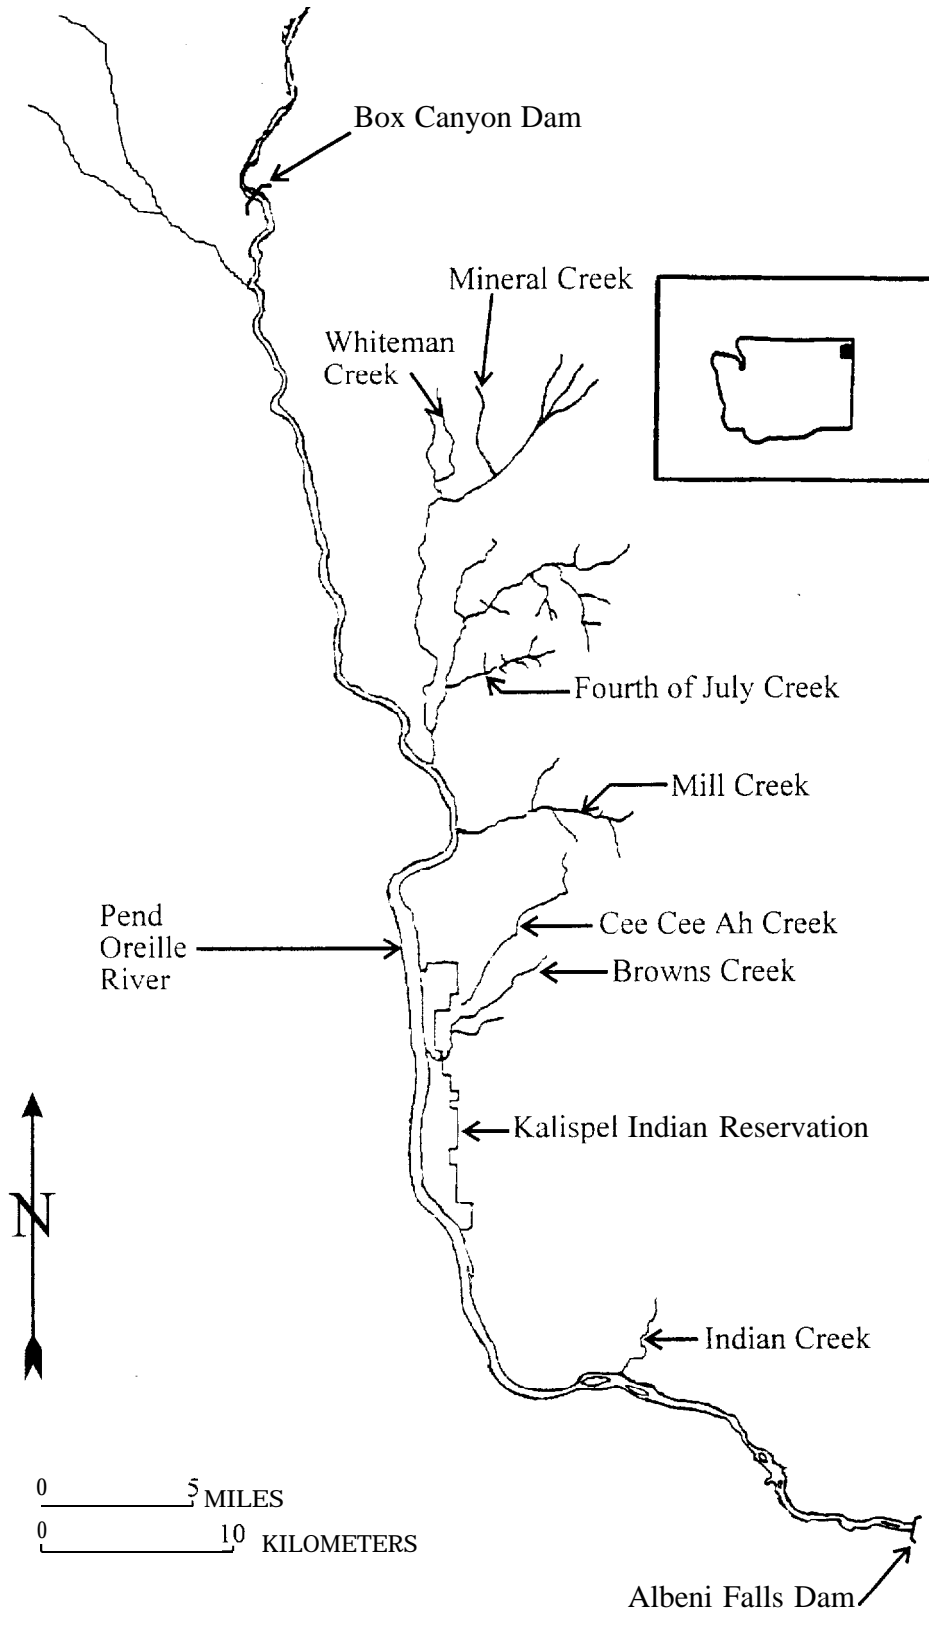 Box Canyon Dam
Mineral Creek
Whiteman
Creek
Fourth of July Creek
Mill Creek
Pend
Oreille
River
Cee Cee Ah Creek
Browns Creek
Kalispel Indian Reservation
N
Indian Creek
0 5 MILES
0 10 KILOMETERS
Albeni Falls Dam